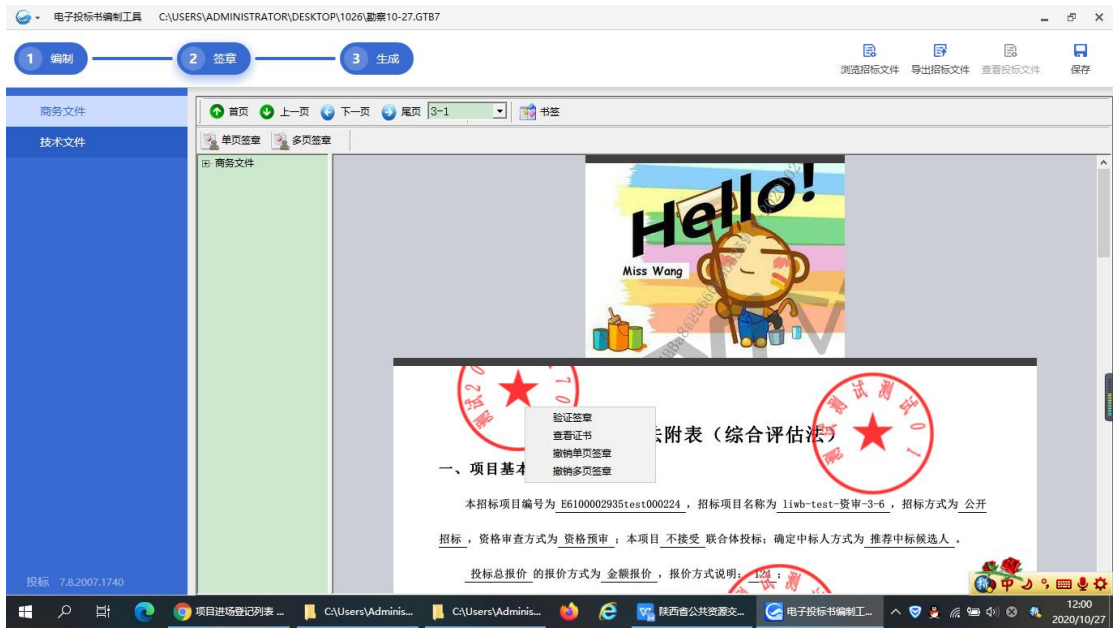 电子投标书编制工具 C:\USERS\ADMINISTRATOR\DESKTOP\1026\勘察10-27.GTB7
1 编制 2 签章 3 生成
浏览招标文件 导出招标文件 查看投标文件 保存
商务文件
技术文件
首页 上一页 下一页 尾页 3-1 书签
单页签章 多页签章
商务文件
Hello!
Miss Wang
验证签章
查看证书
撤销单页签章
撤销多页签章
法附表（综合评估法）
一、项目基本
本招标项目编号为 E6100002935test000224 ，招标项目名称为 liwb-test-资审-3-6 ，招标方式为 公开
招标 ，资格审查方式为 资格预审 ；本项目 不接受 联合体投标；确定中标人方式为 推荐中标候选人 。
投标总报价 的报价方式为 金额报价 ，报价方式说明： 121 ；
测试测试测试01
投标 7.8.2007.1740
中
项目进场登记列表 ... C:\Users\Adminis... C:\Users\Adminis... 陕西省公共资源交... 电子投标书编制工... 12:00
2020/10/27